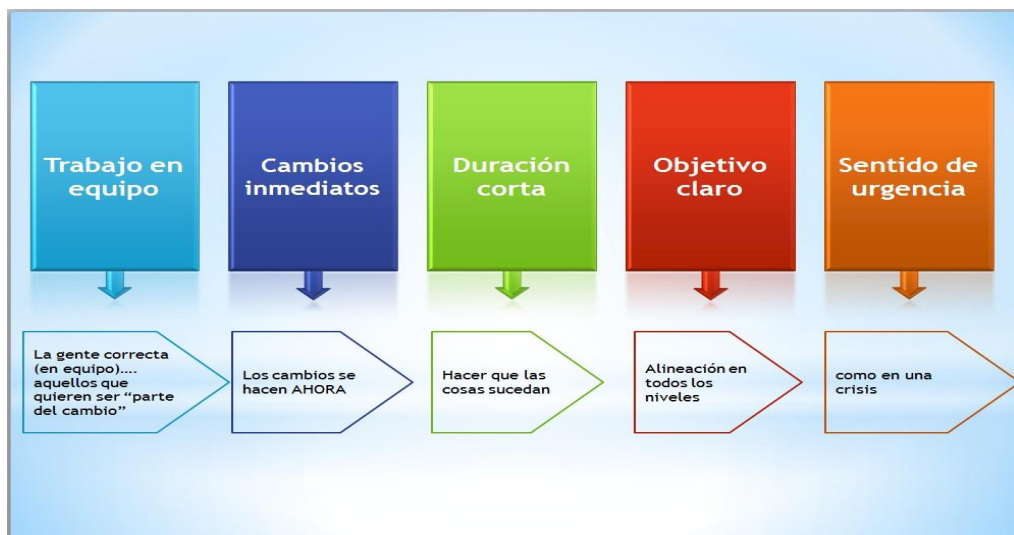 Trabajo en
equipo
Cambios
inmediatos
Duración
corta
Objetivo
claro
Sentido de
urgencia
La gente correcta
(en equipo)....
aquellos que
quieren ser “parte
del cambio”
Los cambios se
hacen AHORA
Hacer que las
cosas sucedan
Alineación en
todos los
niveles
como en una
crisis